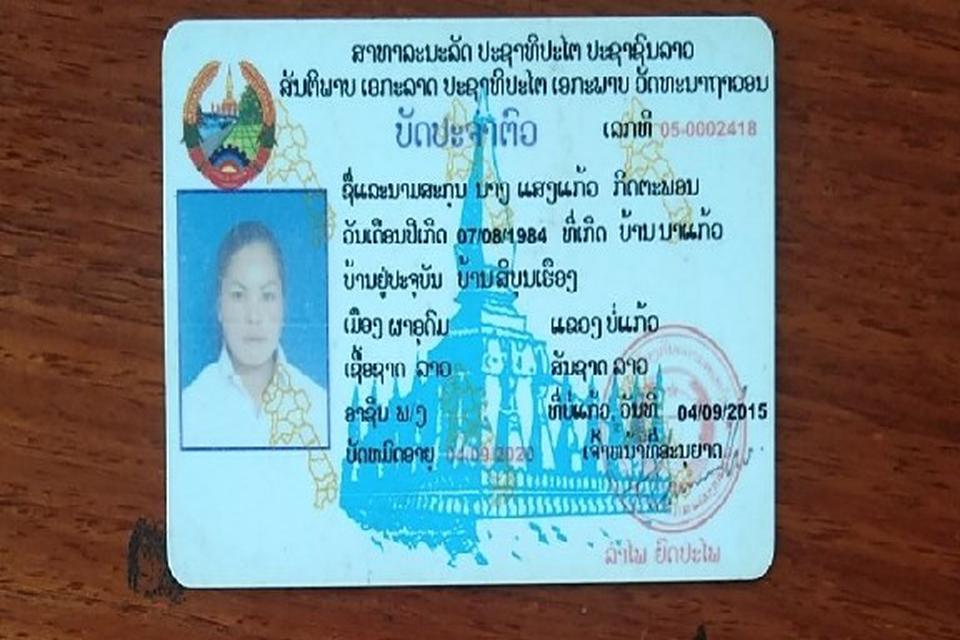 ສາທາລະນະລັດ ປະຊາທິປະໄຕ ປະຊາຊົນລາວ
ສັນຕິພາບ ເອກະລາດ ປະຊາທິປະໄຕ ເອກະພາບ ວັດທະນາຖາວອນ
ບັດປະຈຳຕົວ
ເລກທີ 05-0002418
ຊື່ແລະນາມສະກຸນ ນາງ ແສງແກ້ວ ກິດຕະພອນ
ວັນເດືອນປີເກີດ 07/08/1984 ທີ່ເກີດ ບ້ານ ນາແກ້ວ
ບ້ານຢູ່ປະຈຸບັນ ບ້ານ ສີບຸນເຮືອງ
ເມືອງ ຜາອຸດົມ ແຂວງ ບໍ່ແກ້ວ
ເຊື້ອຊາດ ລາວ ສັນຊາດ ລາວ
ອາຊີບ ພ/ງ ທີ່ບໍ່ແກ້ວ, ວັນທີ 04/09/2015
ບັດຫມົດອາຍຸ 04/09/2020 ເຈົ້າຫນ້າທີ່ອະນຸຍາດ
ລຳໄພ ຍົດປະໄພ